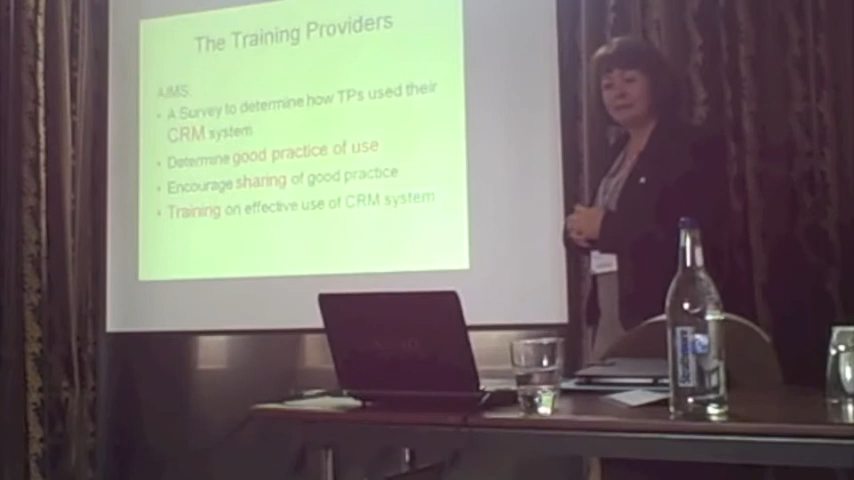 The Training Providers
AIMS:
• A Survey to determine how TPs used their
CRM system
• Determine good practice of use
• Encourage sharing of good practice
• Training on effective use of CRM system